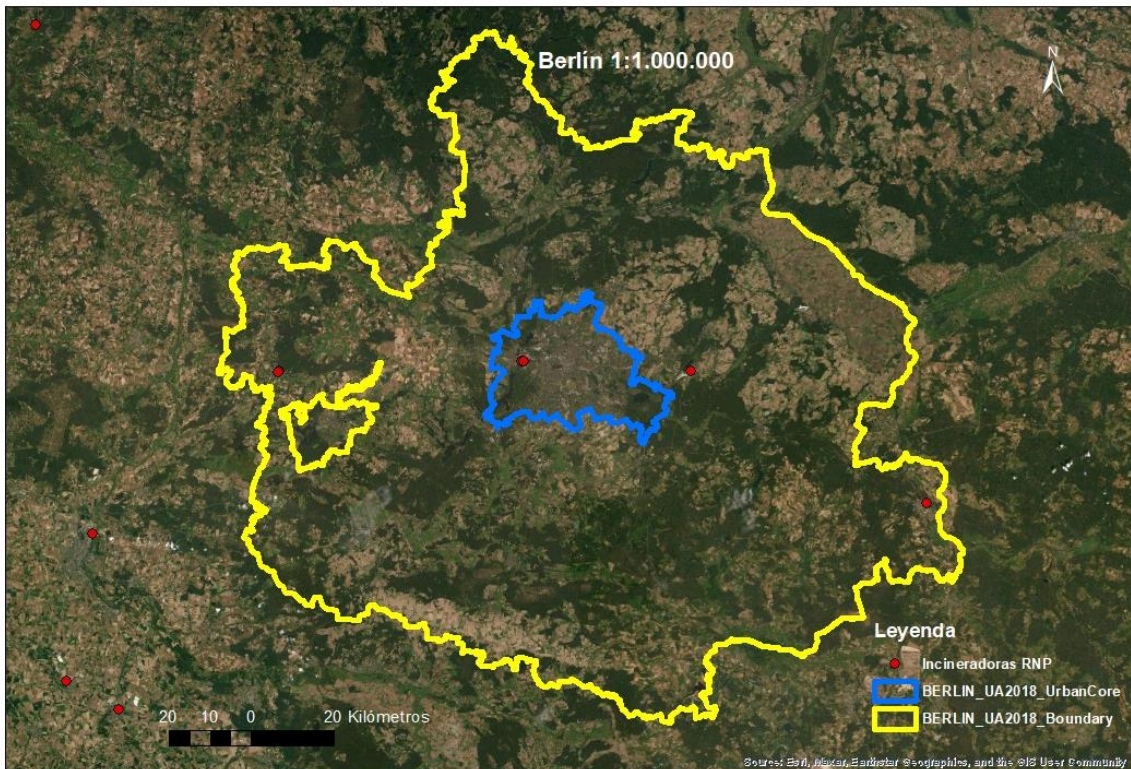 Berlín 1:1.000.000
N
Leyenda
Incineradoras RNP
BERLIN_UA2018_UrbanCore
BERLIN_UA2018_Boundary
20 10 0 20 Kilómetros
Source: Esri, Maxar, Earthstar Geographics, and the GIS User Community